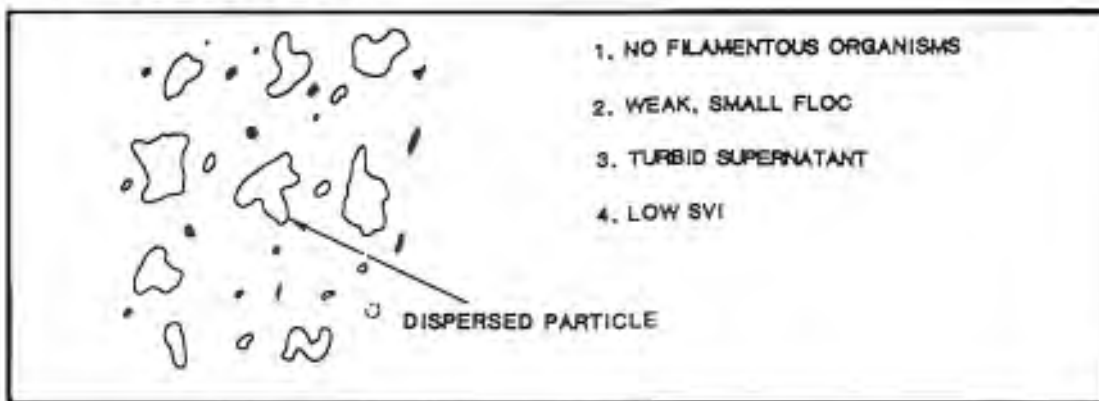 1. NO FILAMENTOUS ORGANISMS
2. WEAK, SMALL FLOC
3. TURBID SUPERNATANT
4. LOW SVI
DISPERSED PARTICLE